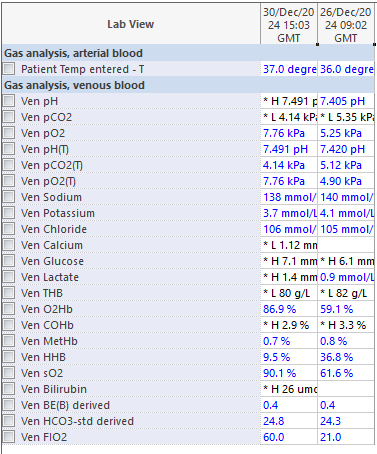 Lab View 30/Dec/20 24 15:03 GMT 26/Dec/20 24 09:02 GMT
Gas analysis, arterial blood
Patient Temp entered - T 37.0 degre 36.0 degre
Gas analysis, venous blood
Ven pH * H 7.491 p 7.405 pH
Ven pCO2 * L 4.14 kPa * L 5.35 kPa
Ven pO2 7.76 kPa 5.25 kPa
Ven pH(T) 7.491 pH 7.420 pH
Ven pCO2(T) 4.14 kPa 5.12 kPa
Ven pO2(T) 7.76 kPa 4.90 kPa
Ven Sodium 138 mmol/ 140 mmol/
Ven Potassium 3.7 mmol/L 4.1 mmol/L
Ven Chloride 106 mmol/ 105 mmol/
Ven Calcium * L 1.12 mm
Ven Glucose * H 7.1 mm * H 6.1 mm
Ven Lactate * H 1.4 mm 0.9 mmol/L
Ven THB * L 80 g/L * L 82 g/L
Ven O2Hb 86.9 % 59.1 %
Ven COHb * H 2.9 % * H 3.3 %
Ven MetHb 0.7 % 0.8 %
Ven HHB 9.5 % 36.8 %
Ven sO2 90.1 % 61.6 %
Ven Bilirubin * H 26 umo
Ven BE(B) derived 0.4 0.4
Ven HCO3-std derived 24.8 24.3
Ven FIO2 60.0 21.0